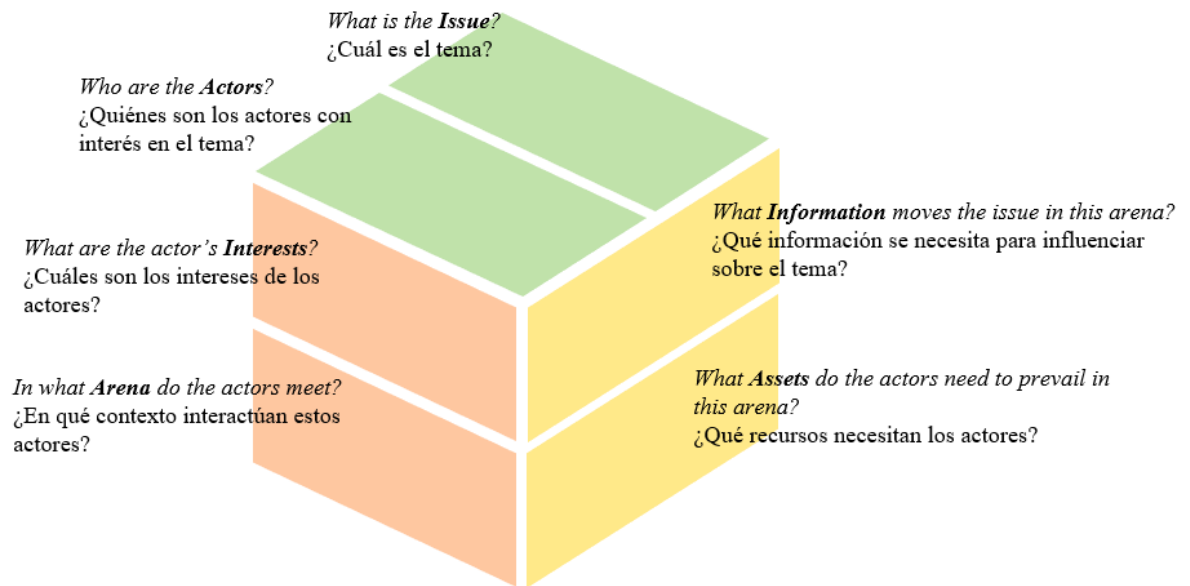 What is the Issue?
¿Cuál es el tema?
Who are the Actors?
¿Quiénes son los actores con
interés en el tema?
What are the actor’s Interests?
¿Cuáles son los intereses de los
actores?
In what Arena do the actors meet?
¿En qué contexto interactúan estos
actores?
What Information moves the issue in this arena?
¿Qué información se necesita para influenciar
sobre el tema?
What Assets do the actors need to prevail in
this arena?
¿Qué recursos necesitan los actores?